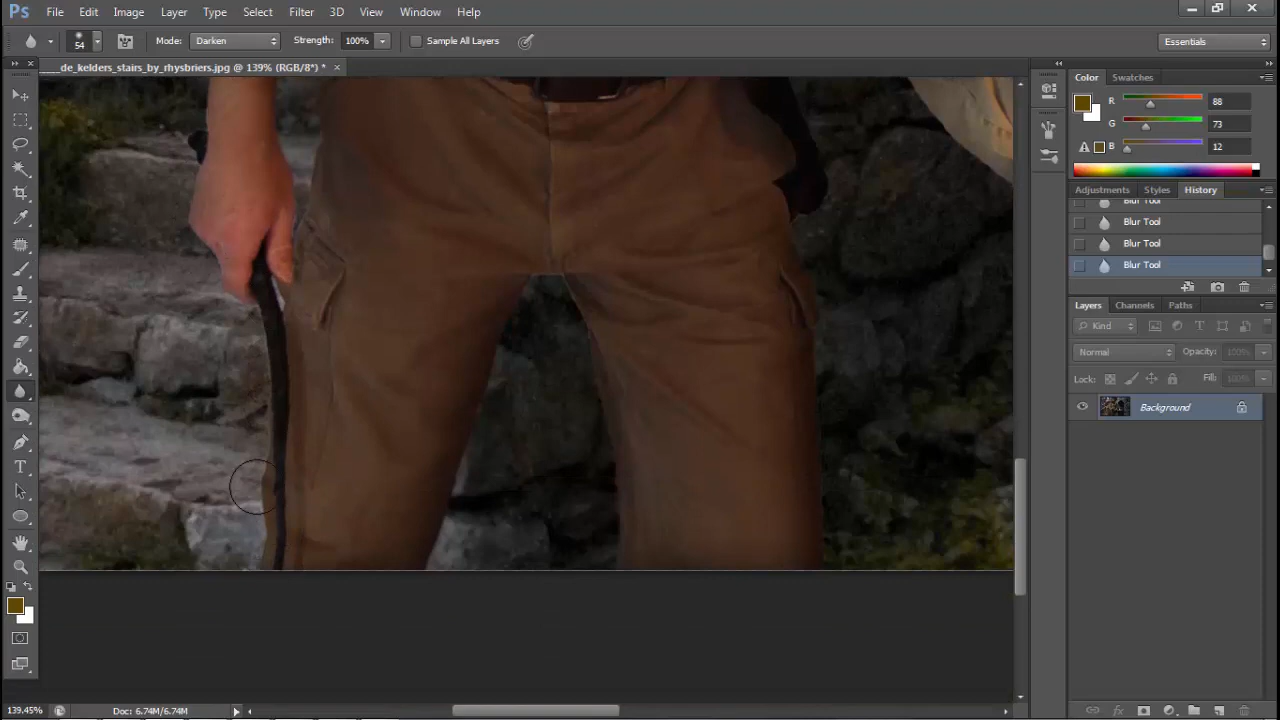 Ps File Edit Image Layer Type Select Filter 3D View Window Help
54 Mode: Darken Strength: 100% Sample All Layers Essentials
____de_kelders_stairs_by_rhysbriers.jpg @ 139% (RGB/8*) * ×
Color Swatches
R 88
G 73
B 12
Adjustments Styles History
Blur Tool
Blur Tool
Blur Tool
Blur Tool
Layers Channels Paths
Kind
Normal Opacity: 100%
Lock: Fill: 100%
Background
T
139.45% Doc: 6.74M/6.74M